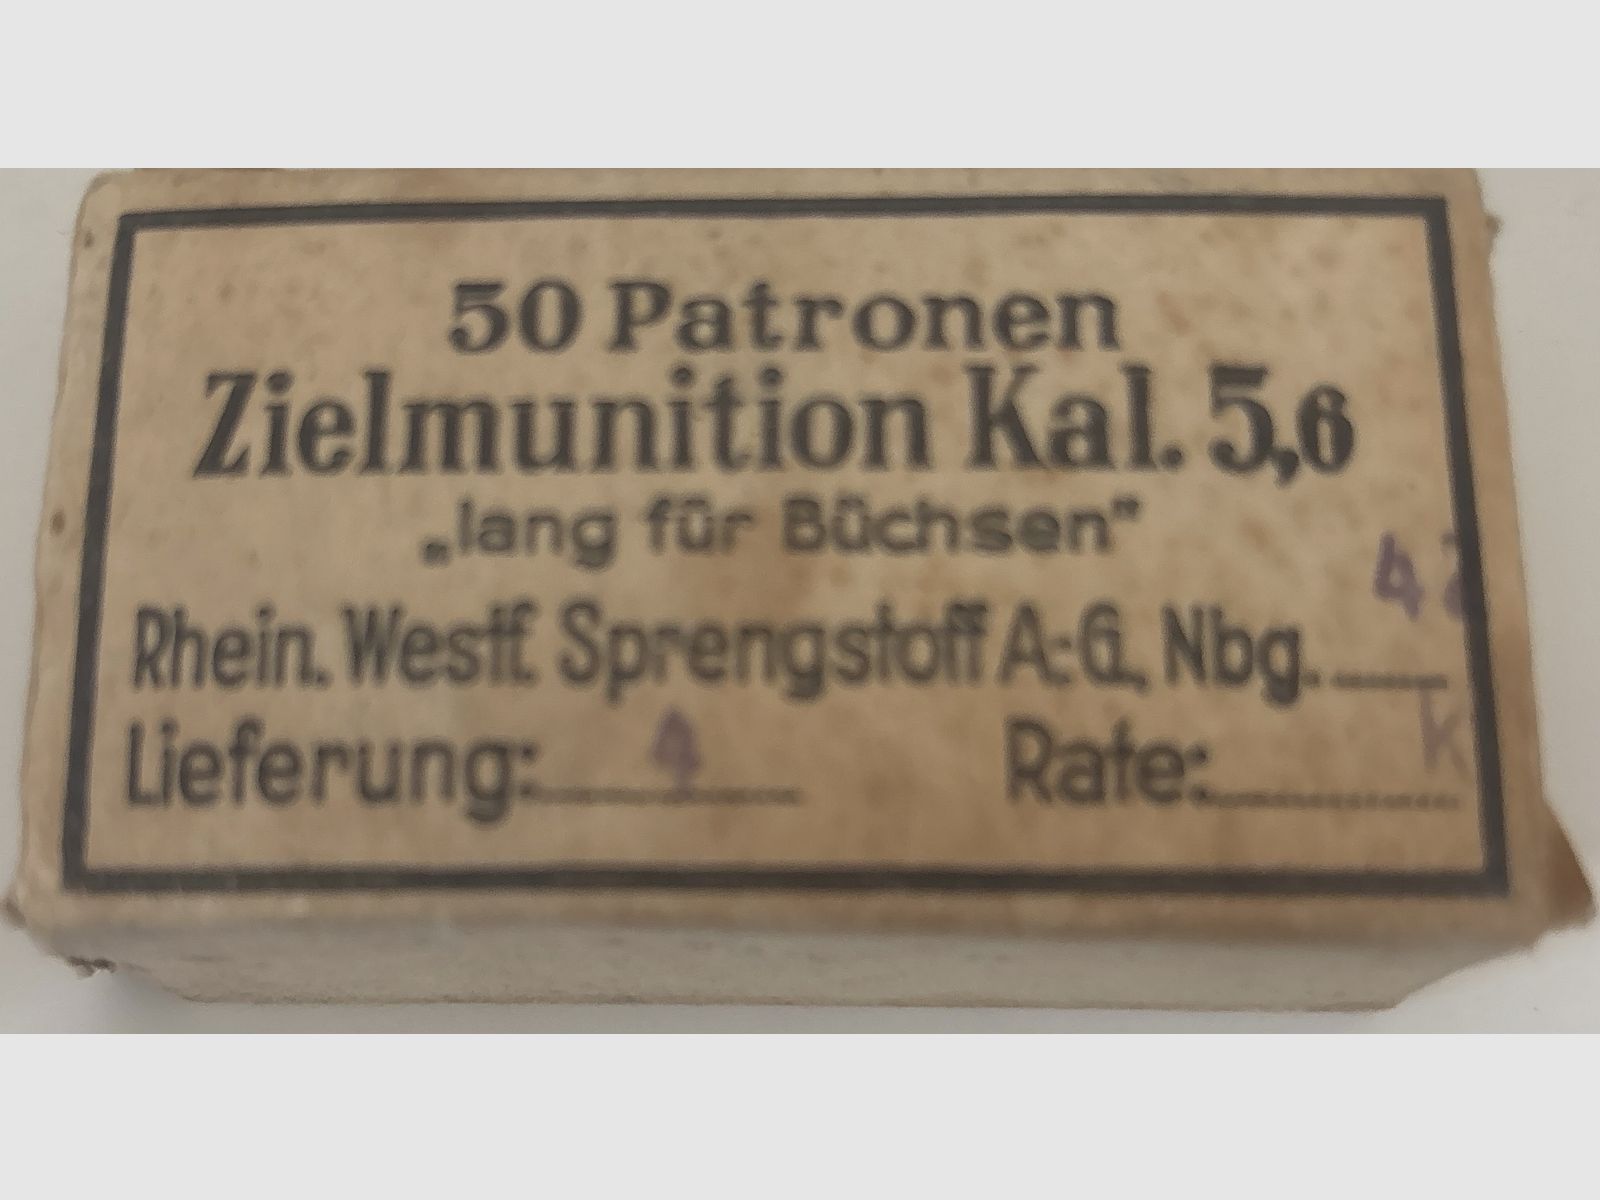 50 Patronen
Zielmunition Kal. 5,6
„lang für Büchsen”
Rhein. Westf. Sprengstoff A.-G., Nbg.
Lieferung: 4 Rate: K